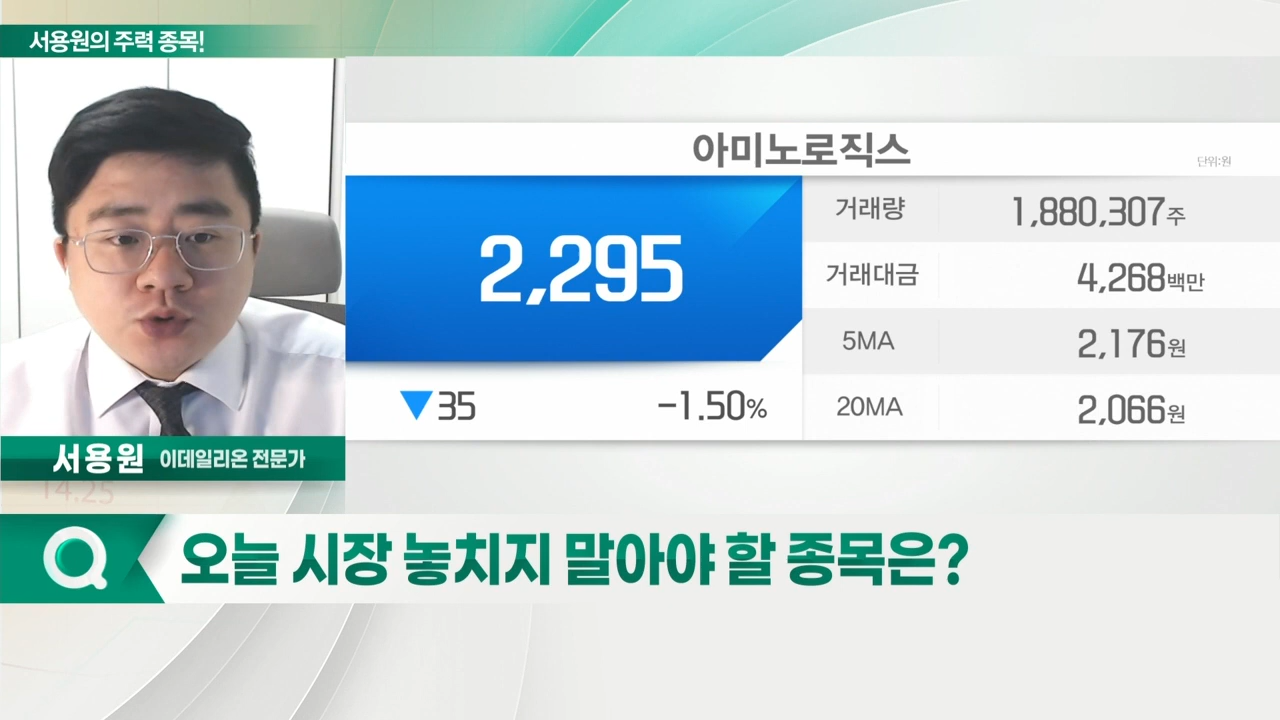 서용원의 주력 종목!
아미노로직스
단위:원
2,295
▼35 -1.50%
거래량 1,880,307주
거래대금 4,268백만
5MA 2,176원
20MA 2,066원
서용원 이데일리온 전문가
14.25
Q 오늘 시장 놓치지 말아야 할 종목은?